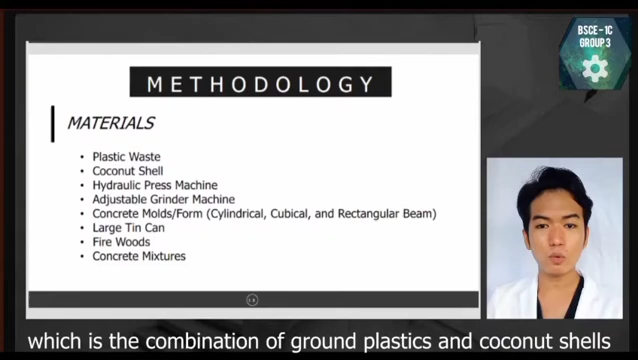 BSCE - 1C
GROUP 3
METHODOLOGY
MATERIALS
• Plastic Waste
• Coconut Shell
• Hydraulic Press Machine
• Adjustable Grinder Machine
• Concrete Molds/Form (Cylindrical, Cubical, and Rectangular Beam)
• Large Tin Can
• Fire Woods
• Concrete Mixtures
which is the combination of ground plastics and coconut shells